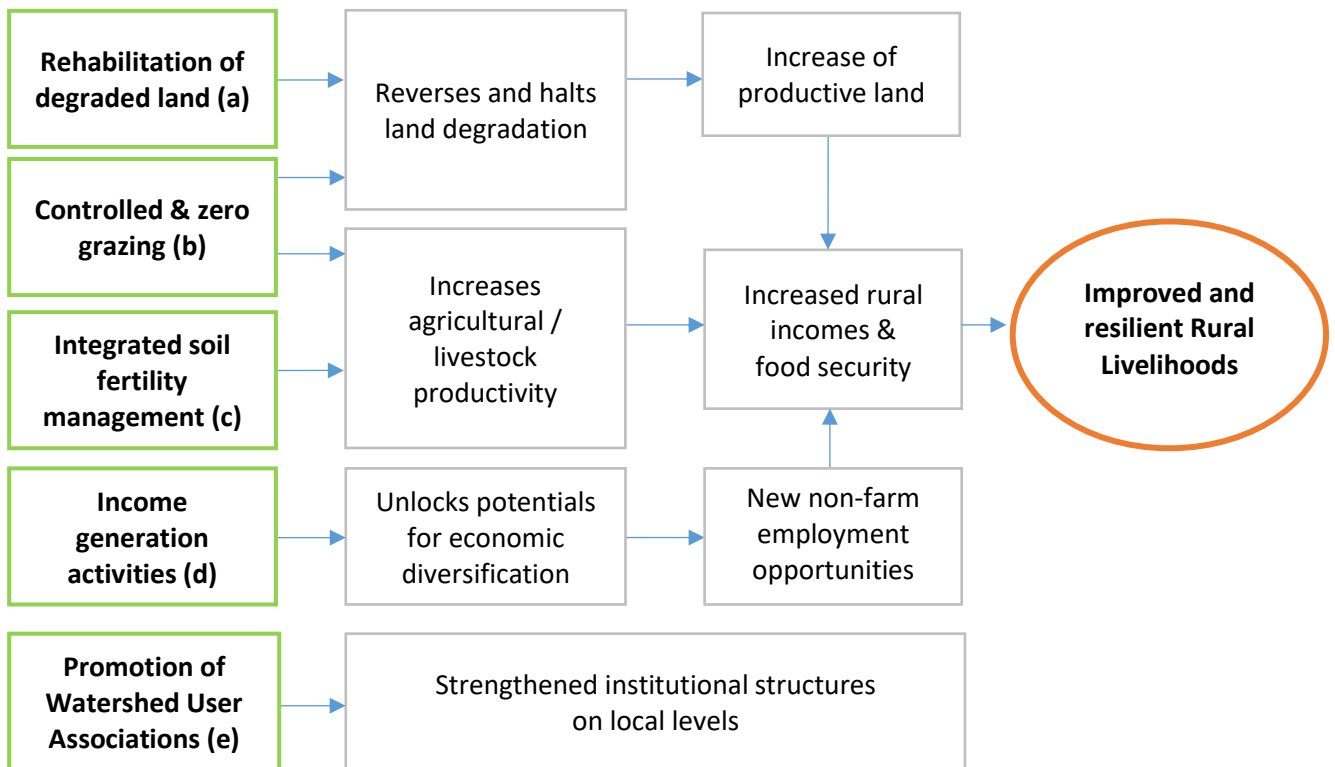 Rehabilitation of
degraded land (a)
Reverses and halts
land degradation
Increase of
productive land
Controlled & zero
grazing (b)
Increases
agricultural /
livestock
productivity
Increased rural
incomes &
food security
Improved and
resilient Rural
Livelihoods
Integrated soil
fertility
management (c)
Income
generation
activities (d)
Unlocks potentials
for economic
diversification
New non-farm
employment
opportunities
Promotion of
Watershed User
Associations (e)
Strengthened institutional structures
on local levels